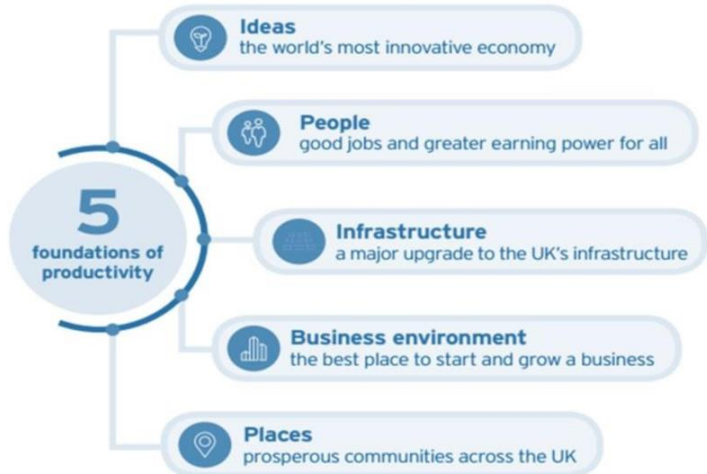 Ideas
the world's most innovative economy
People
good jobs and greater earning power for all
5
foundations of
productivity
Infrastructure
a major upgrade to the UK's infrastructure
Business environment
the best place to start and grow a business
Places
prosperous communities across the UK